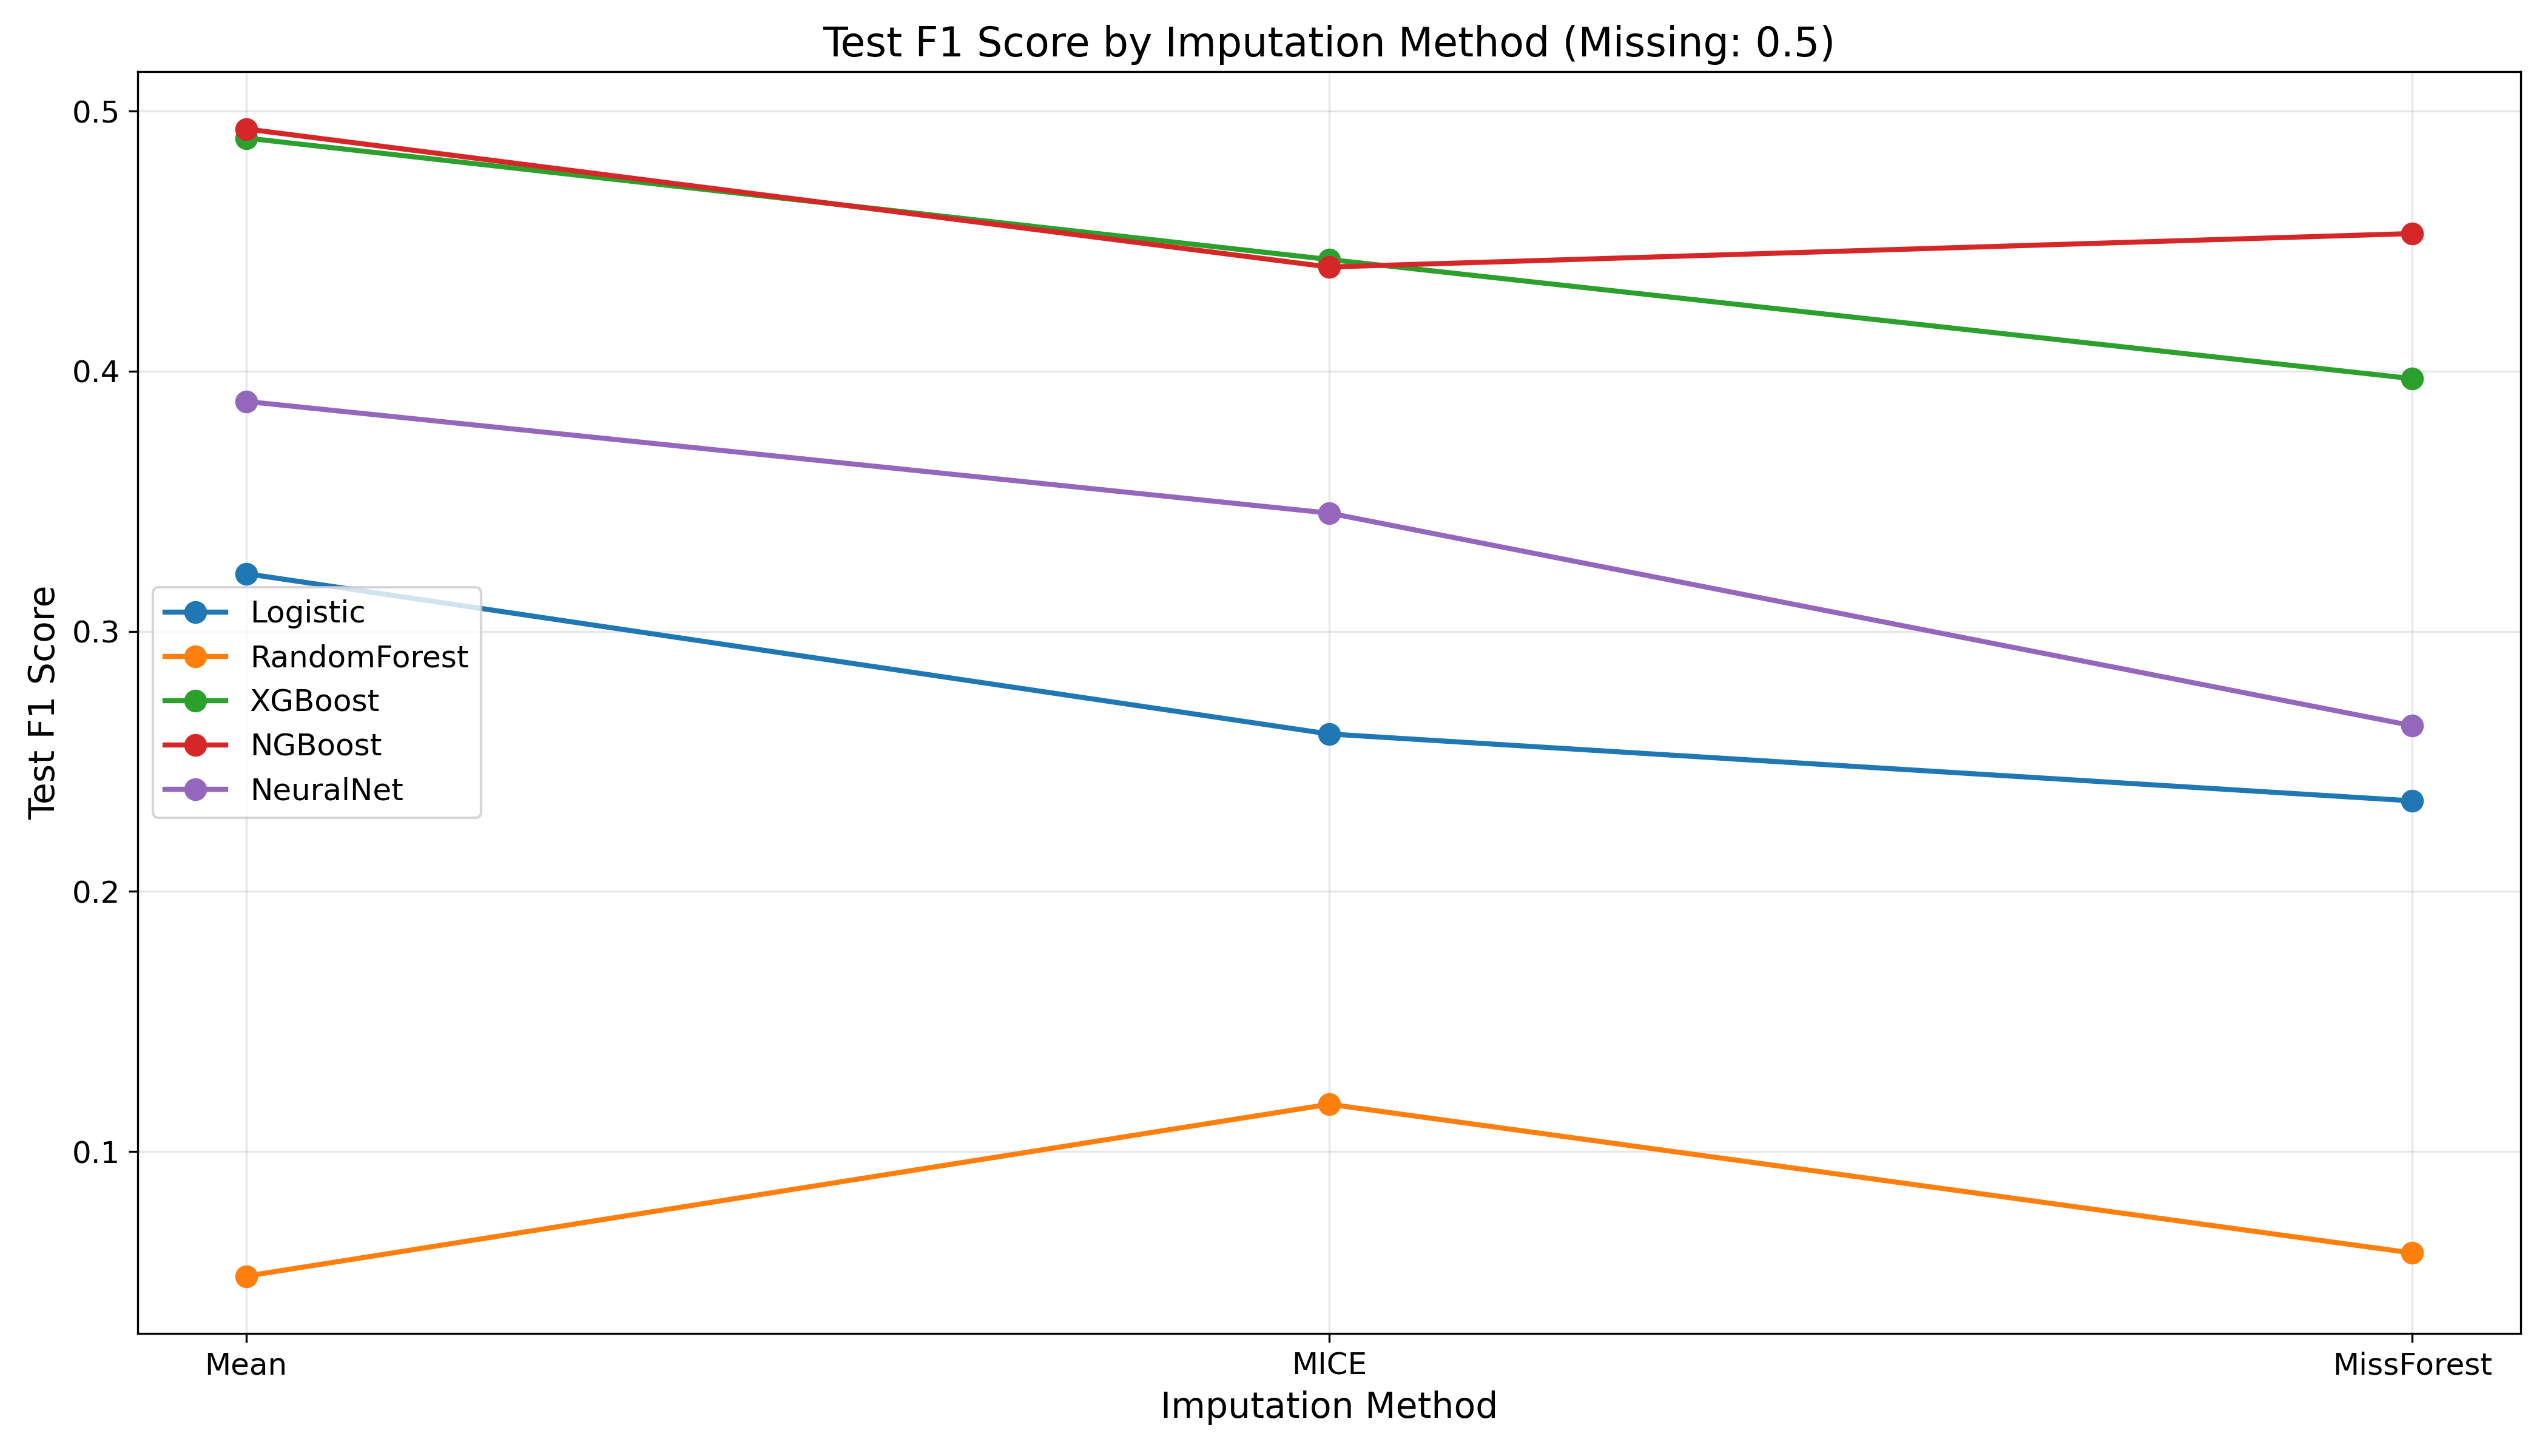 Test F1 Score by Imputation Method (Missing: 0.5)
Test F1 Score
0.5
0.4
0.3
0.2
0.1
Logistic
RandomForest
XGBoost
NGBoost
NeuralNet
Mean
MICE
MissForest
Imputation Method